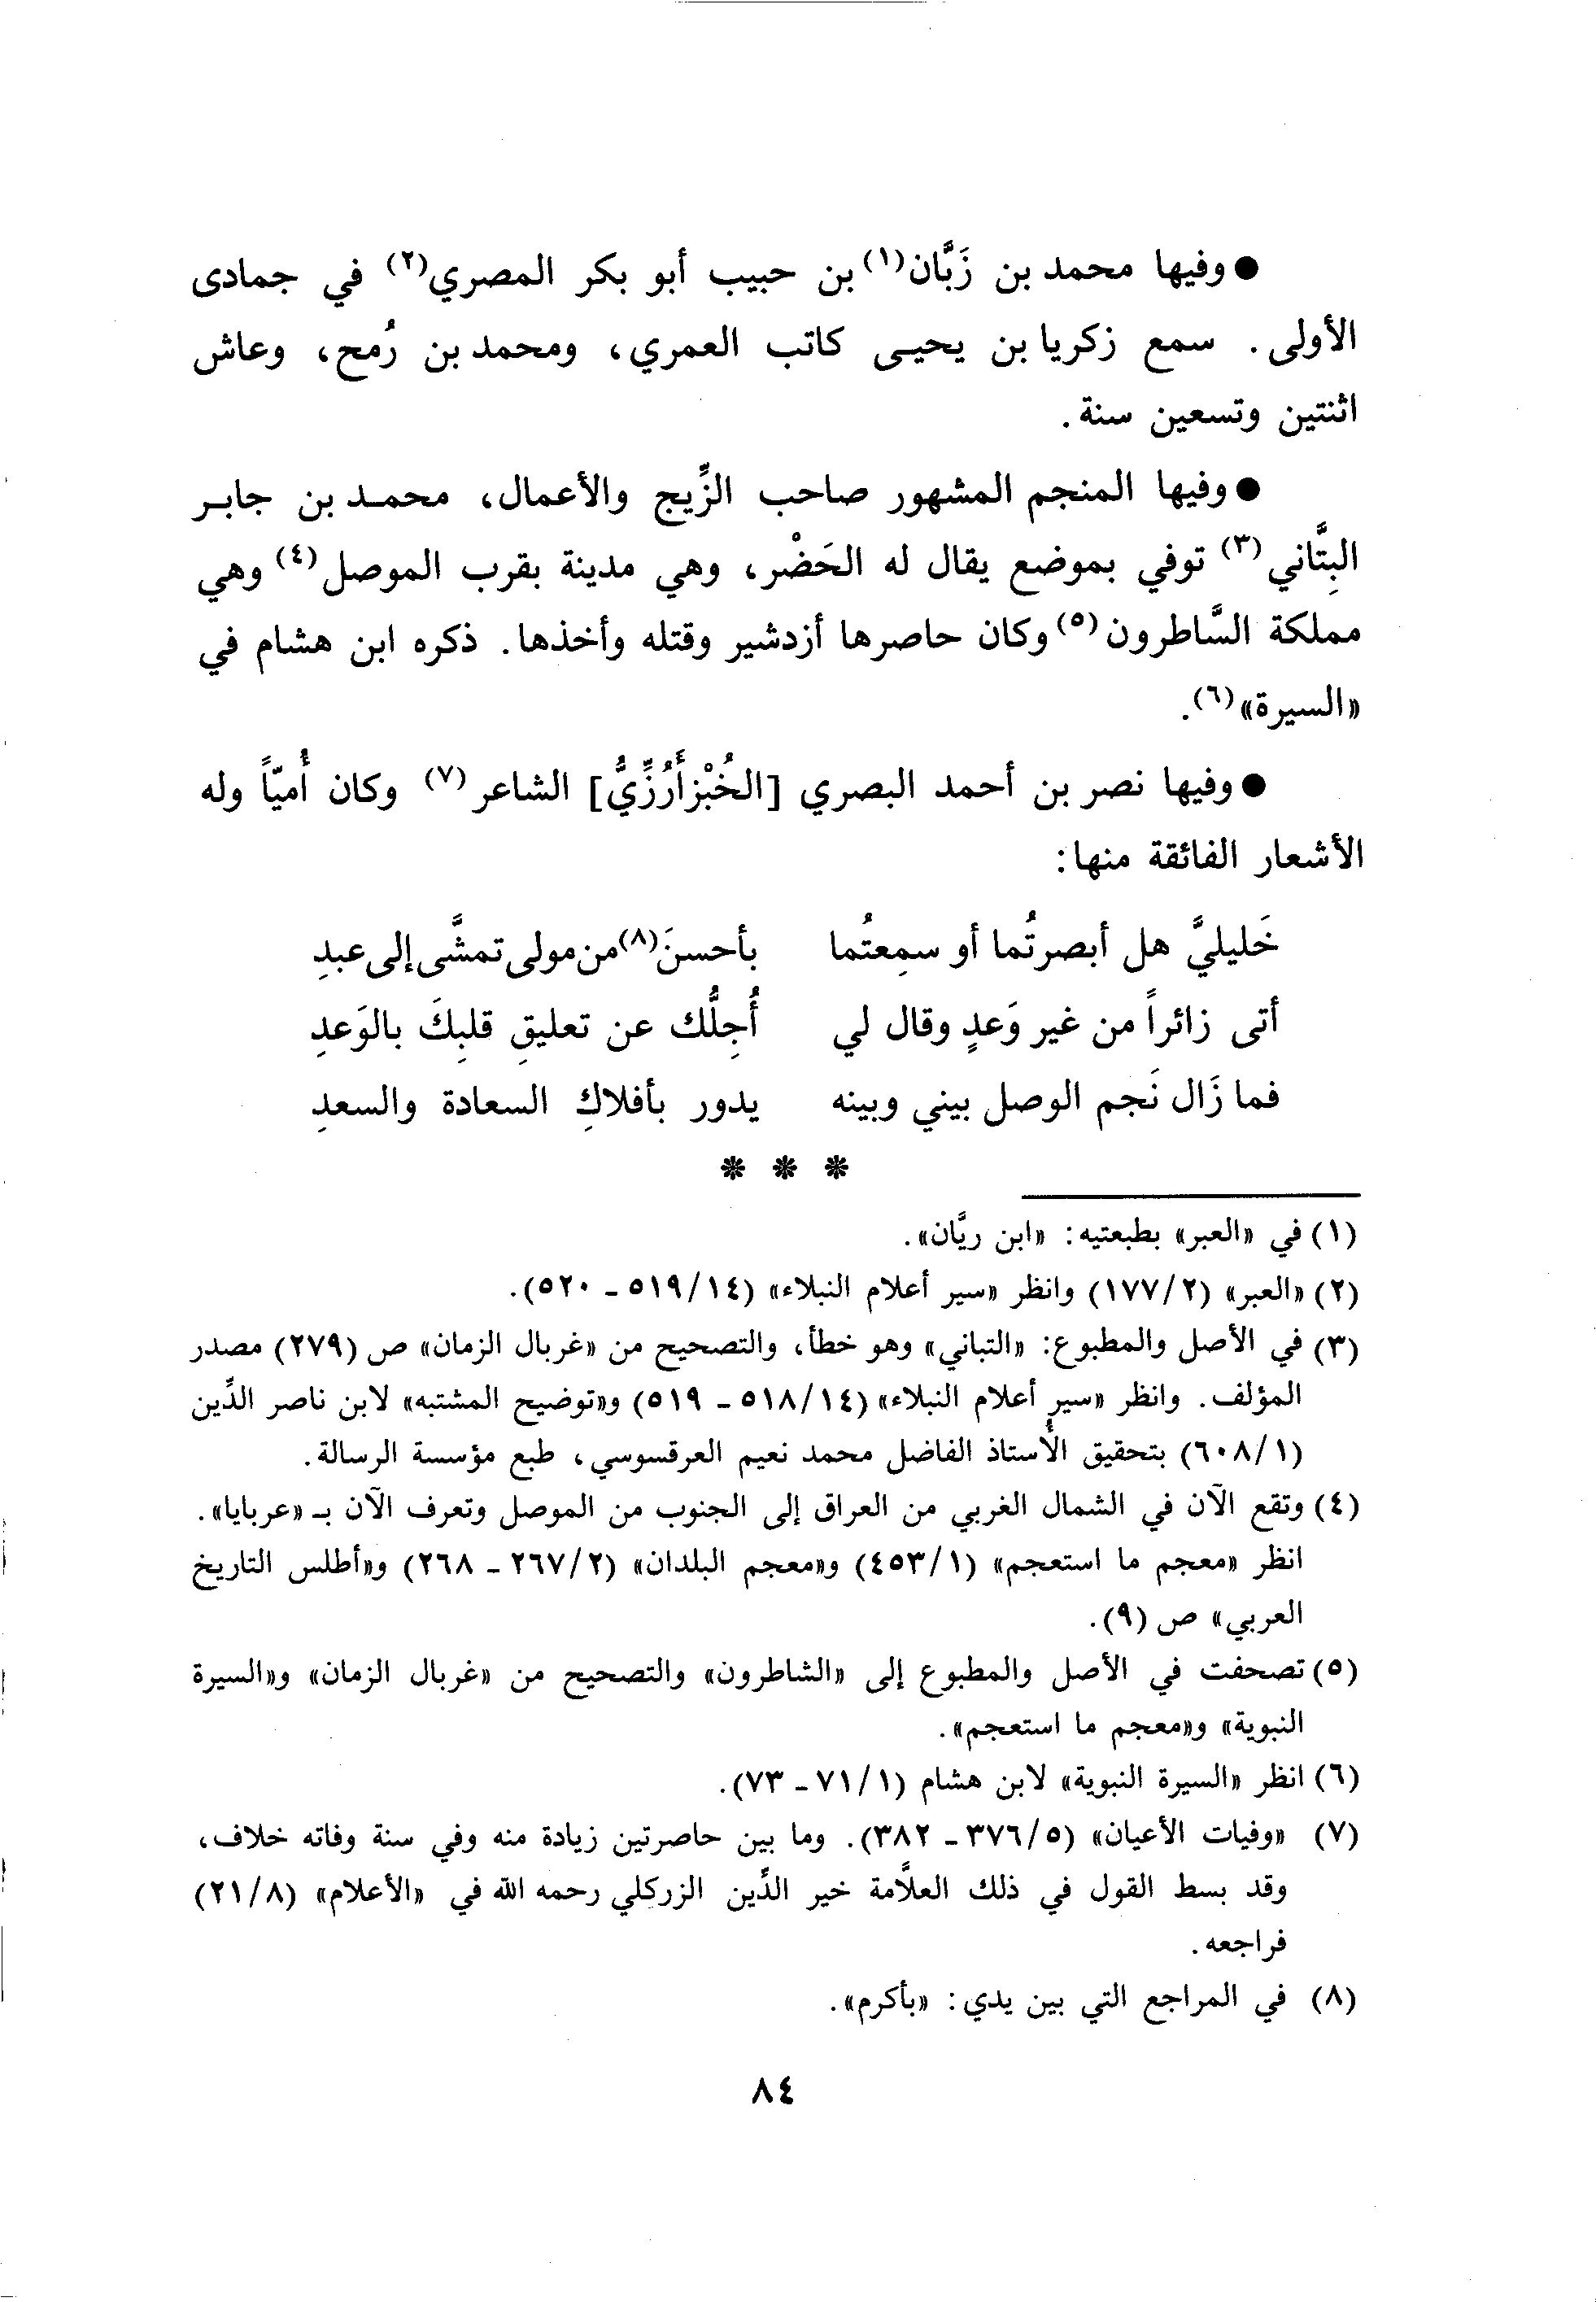 ● وفيها محمد بن زَبَّان(١) بن حبيب أبو بكر المصري(٢) في جمادى
الأولى. سمع زكريا بن يحيى كاتب العمري، ومحمد بن رُمح، وعاش
اثنتين وتسعين سنة.
● وفيها المنجم المشهور صاحب الزِّيج والأعمال، محمد بن جابر
البِتَّاني(٣) توفي بموضع يقال له الحَضْر، وهي مدينة بقرب الموصل(٤) وهي
مملكة السَّاطرون(٥) وكان حاصرها أزدشير وقتله وأخذها. ذكره ابن هشام في
«السيرة»(٦).
● وفيها نصر بن أحمد البصري [الخُبْزأَرُزِّيُّ] الشاعر(٧) وكان أُميّاً وله
الأشعار الفائقة منها:
خَليليَّ هل أبصرتُما أو سمِعتُما بأحسنَ(٨) من مولى تمشَّى إلى عبدِ
أتى زائراً من غير وَعدٍ وقال لي أُجِلُّك عن تعليقِ قلبِكَ بالوَعدِ
فما زَال نَجم الوصل بيني وبينه يدور بأفلاكِ السعادة والسعدِ
* * *
(١) في «العبر» بطبعتيه: «ابن ريَّان».
(٢) «العبر» (١٧٧/٢) وانظر «سير أعلام النبلاء» (٥١٩/١٤ - ٥٢٠).
(٣) في الأصل والمطبوع: «التباني» وهو خطأ، والتصحيح من «غربال الزمان» ص (٢٧٩) مصدر
المؤلف. وانظر «سير أعلام النبلاء» (٥١٨/١٤ - ٥١٩) و«توضيح المشتبه» لابن ناصر الدِّين
(٦٠٨/١) بتحقيق الأُستاذ الفاضل محمد نعيم العرقسوسي، طبع مؤسسة الرسالة.
(٤) وتقع الآن في الشمال الغربي من العراق إلى الجنوب من الموصل وتعرف الآن بـ «عربايا».
انظر «معجم ما استعجم» (٤٥٣/١) و«معجم البلدان» (٢٦٧/٢ - ٢٦٨) و«أطلس التاريخ
العربي» ص (٩).
(٥) تصحفت في الأصل والمطبوع إلى «الشاطرون» والتصحيح من «غربال الزمان» و«السيرة
النبوية» و«معجم ما استعجم».
(٦) انظر «السيرة النبوية» لابن هشام (٧١/١ - ٧٣).
(٧) «وفيات الأعيان» (٣٧٦/٥ - ٣٨٢). وما بين حاصرتين زيادة منه وفي سنة وفاته خلاف،
وقد بسط القول في ذلك العلاَّمة خير الدِّين الزركلي رحمه الله في «الأعلام» (٢١/٨)
فراجعه.
(٨) في المراجع التي بين يدي: «بأكرم».
٨٤